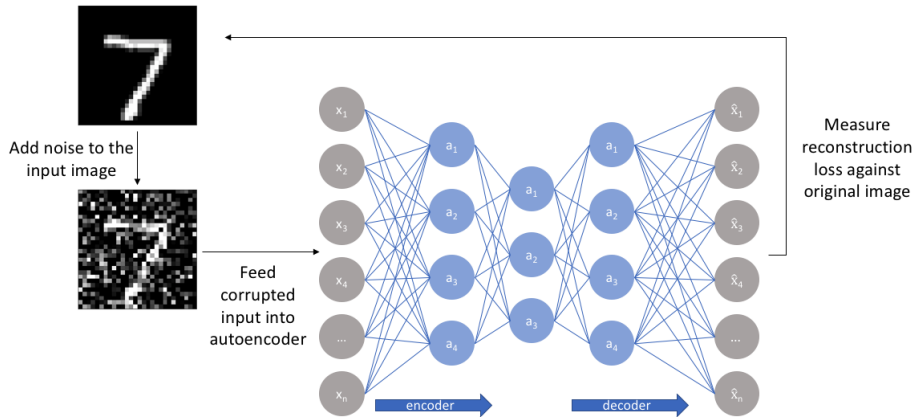 Add noise to the
input image
Feed
corrupted
input into
autoencoder
x₁
x₂
x₃
x₄
...
xₙ
a₁
a₂
a₃
a₄
a₁
a₂
a₃
a₁
a₂
a₃
a₄
x̂₁
x̂₂
x̂₃
x̂₄
...
x̂ₙ
encoder
decoder
Measure
reconstruction
loss against
original image
7
7